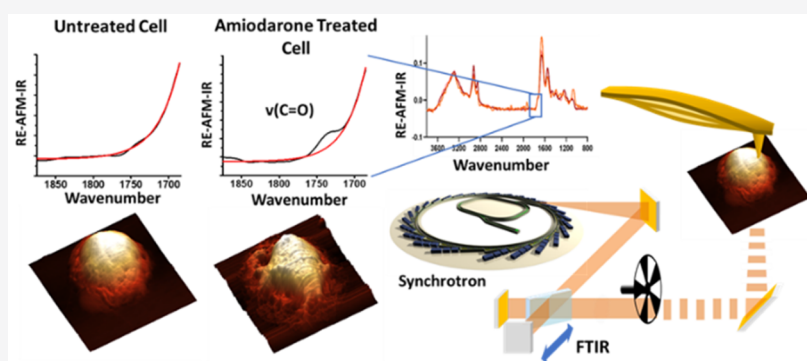 Untreated Cell
Amiodarone Treated
Cell
RE-AFM-IR
1850 1800 1750 1700
Wavenumber
RE-AFM-IR
ν(C=O)
1850 1800 1750 1700
Wavenumber
RE-AFM-IR
0.1
0.0
3600 3200 2800 2400 2000 1600 1200 800
Wavenumber
Synchrotron
FTIR